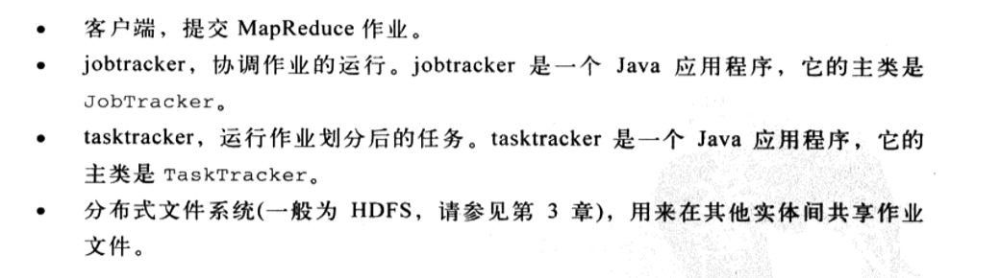 • 客户端，提交 MapReduce 作业。
• jobtracker，协调作业的运行。jobtracker 是一个 Java 应用程序，它的主类是
JobTracker。
• tasktracker，运行作业划分后的任务。tasktracker 是一个 Java 应用程序，它的
主类是 TaskTracker。
• 分布式文件系统(一般为 HDFS，请参见第 3 章)，用来在其他实体间共享作业
文件。